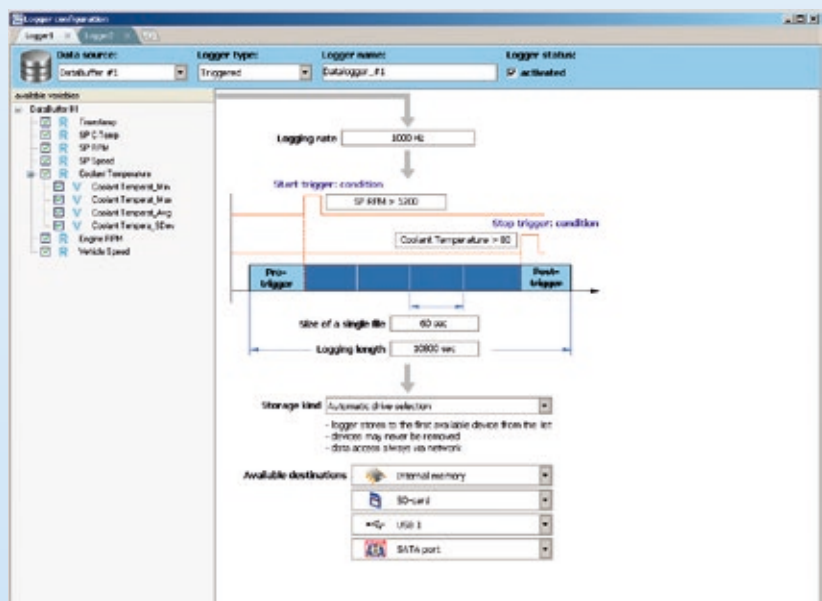 Logger configuration
Logger1
Logger2
Data source:
Logger type:
Logger name:
Logger status:
DataBuffer #1
Triggered
Datalogger_#1
activated
available variables
DataBuffer#1
R Timestamp
R SP C Temp
R SP RPM
R SP Speed
R Coolant Temperature
V Coolant Temperat_Min
V Coolant Temperat_Max
V Coolant Temperat_Avg
V Coolant Tempera_SDev
R Engine RPM
R Vehicle Speed
Logging rate
1000 Hz
Start trigger: condition
SP RPM >
Stop trigger: condition
Coolant Temperature > 80
Pre-
trigger
Post-
trigger
Size of a single file
60 sec
Logging length
10800 sec
Storage kind
Automatic drive selection
- logger stores to the first available device from the list
- devices may never be removed
- data access always via network
Available destinations
Internal memory
SD-card
USB 1
SATA port